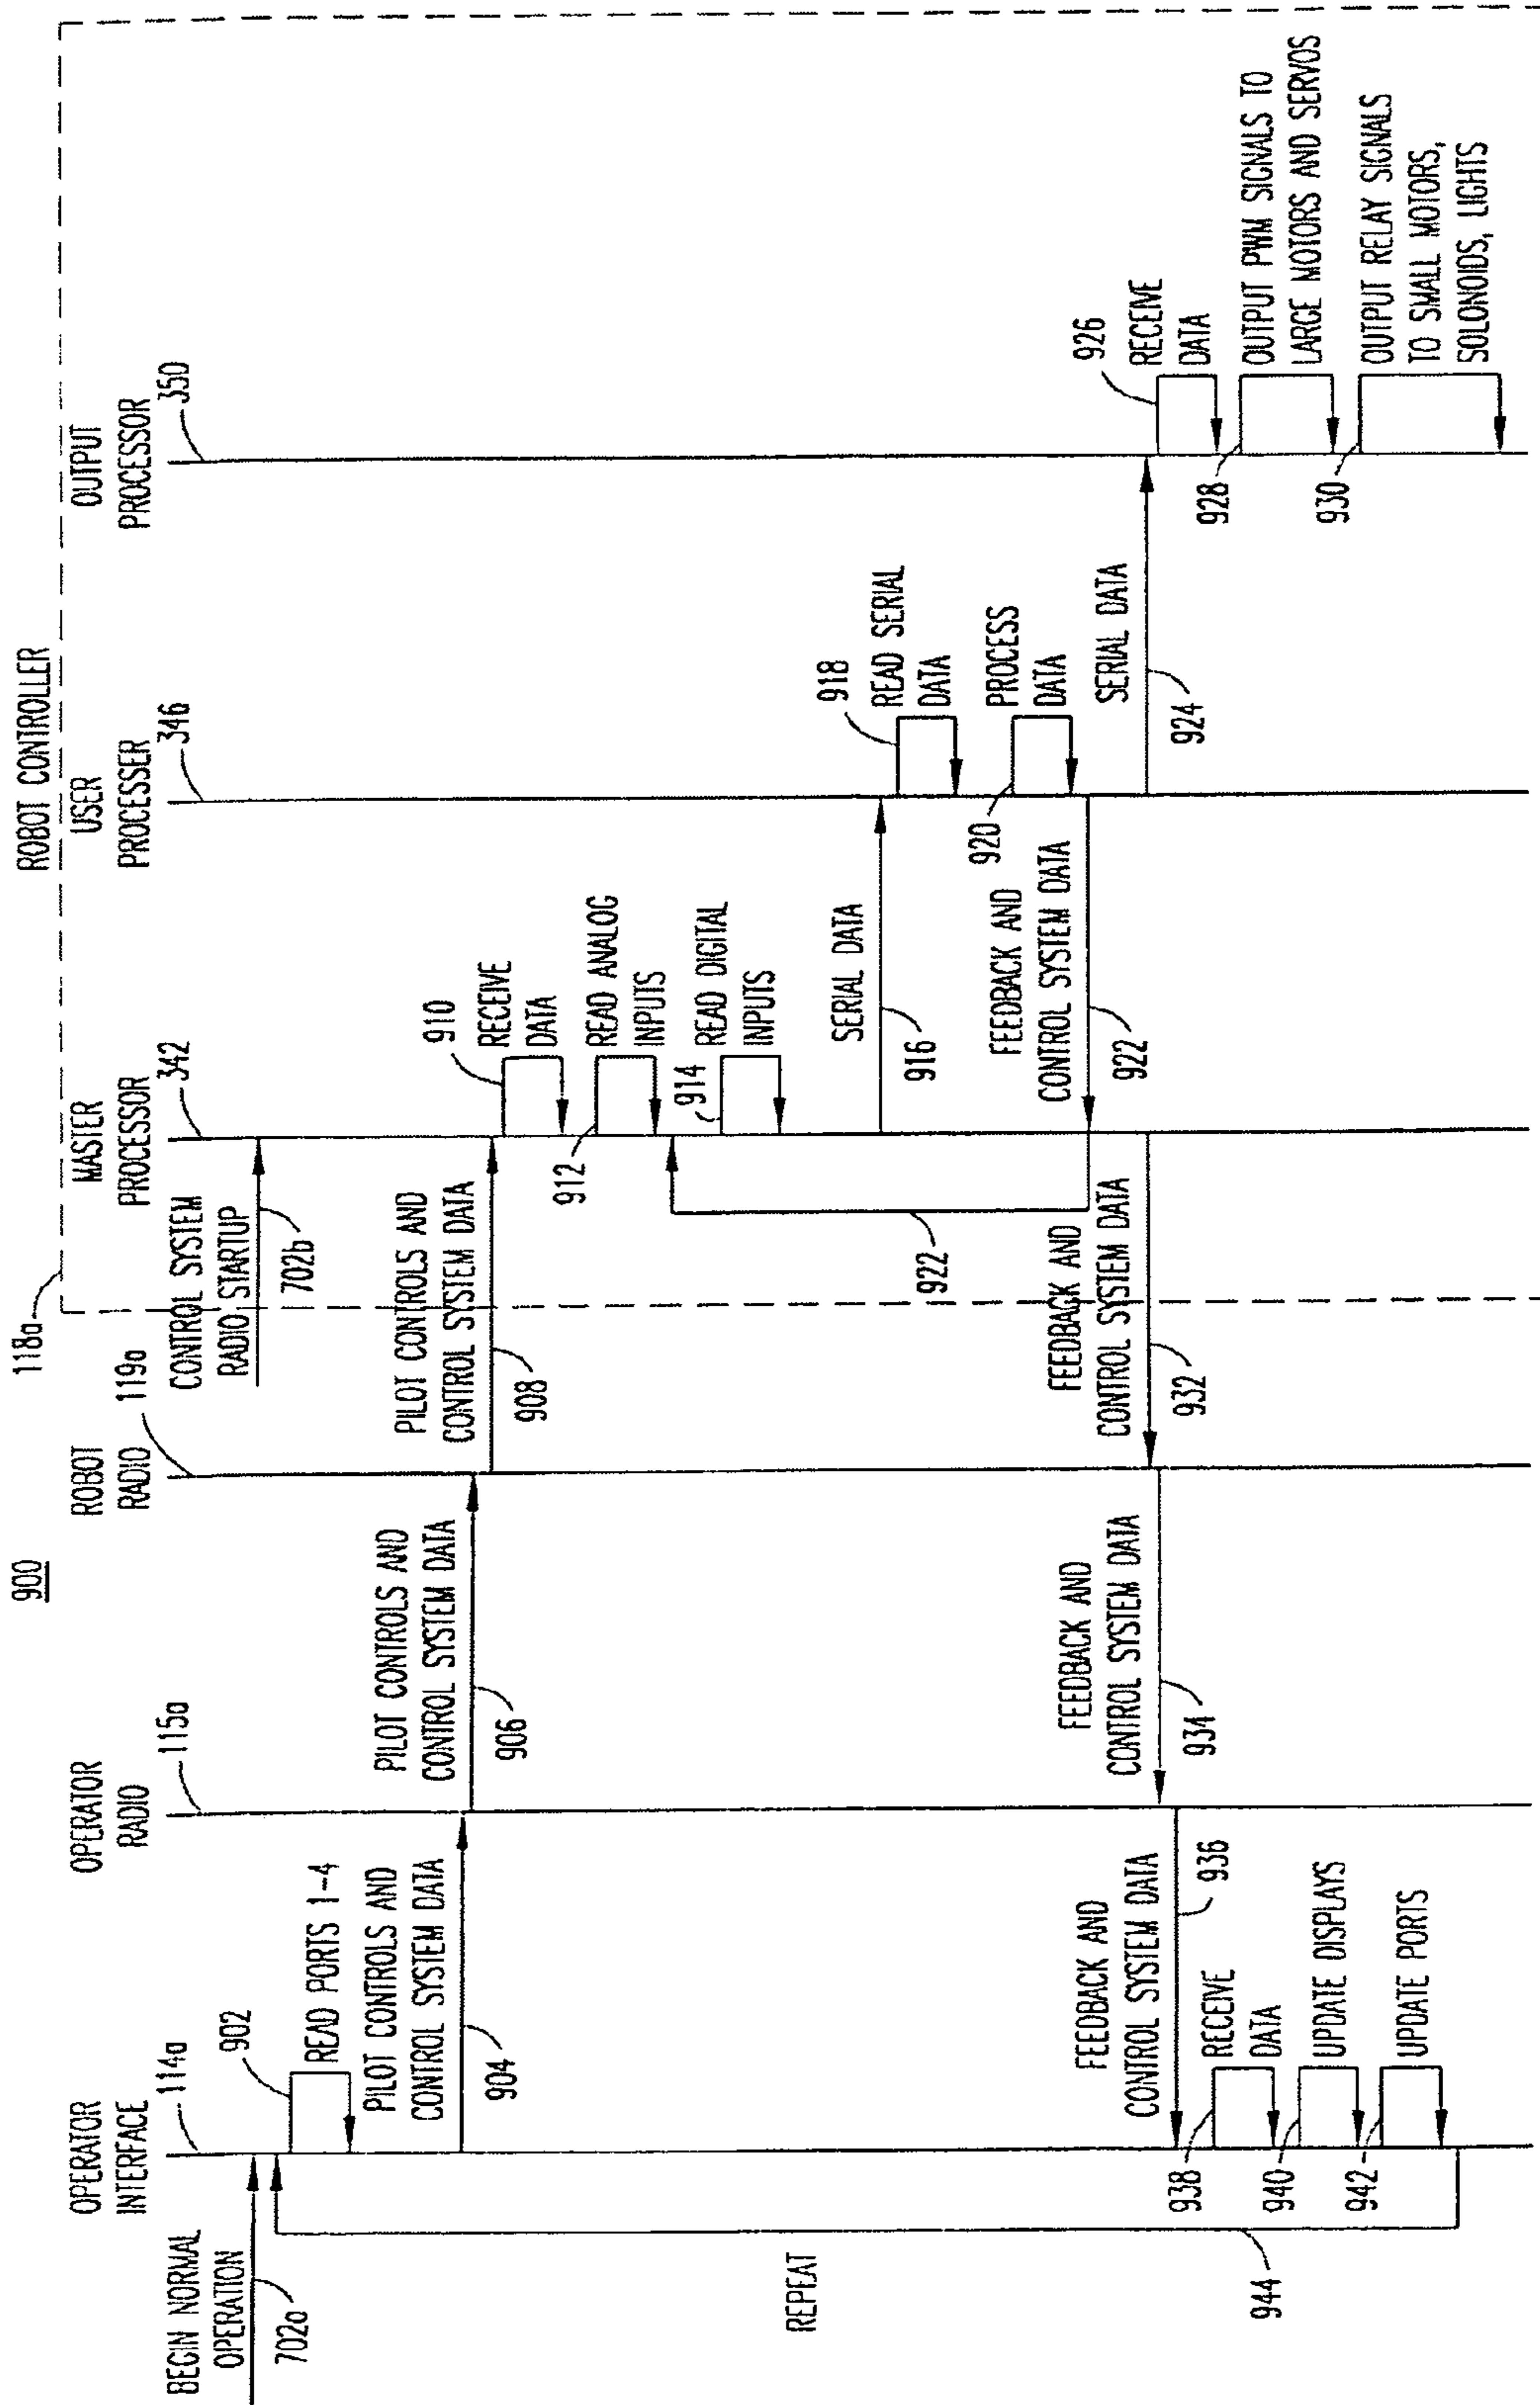 900
118a
ROBOT CONTROLLER
OPERATOR
INTERFACE
114a
OPERATOR
RADIO
115a
ROBOT
RADIO
119a
MASTER
PROCESSOR
342
USER
PROCESSER
346
OUTPUT
PROCESSOR
350
BEGIN NORMAL
OPERATION
702a
CONTROL SYSTEM
RADIO STARTUP
702b
902
READ PORTS 1-4
PILOT CONTROLS AND
CONTROL SYSTEM DATA
904
PILOT CONTROLS AND
CONTROL SYSTEM DATA
906
PILOT CONTROLS AND
CONTROL SYSTEM DATA
908
910
RECEIVE
DATA
912
READ ANALOG
INPUTS
914
READ DIGITAL
INPUTS
SERIAL DATA
916
918
READ SERIAL
DATA
920
PROCESS
DATA
FEEDBACK AND
CONTROL SYSTEM DATA
922
922
SERIAL DATA
924
926
RECEIVE
DATA
928
OUTPUT PWM SIGNALS TO
LARGE MOTORS AND SERVOS
930
OUTPUT RELAY SIGNALS
TO SMALL MOTORS,
SOLONOIDS, LIGHTS
FEEDBACK AND
CONTROL SYSTEM DATA
932
FEEDBACK AND
CONTROL SYSTEM DATA
934
FEEDBACK AND
CONTROL SYSTEM DATA
936
938
RECEIVE
DATA
940
UPDATE DISPLAYS
942
UPDATE PORTS
REPEAT
944